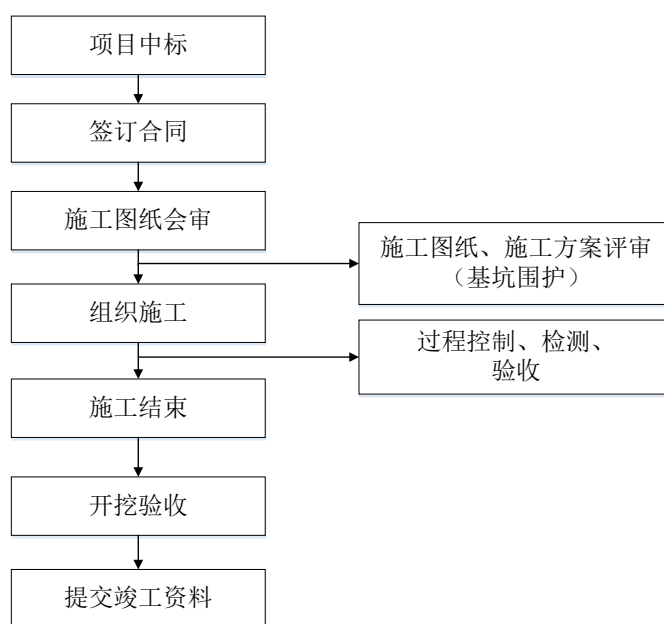 项目中标
签订合同
施工图纸会审
施工图纸、施工方案评审
（基坑围护）
组织施工
过程控制、检测、
验收
施工结束
开挖验收
提交竣工资料